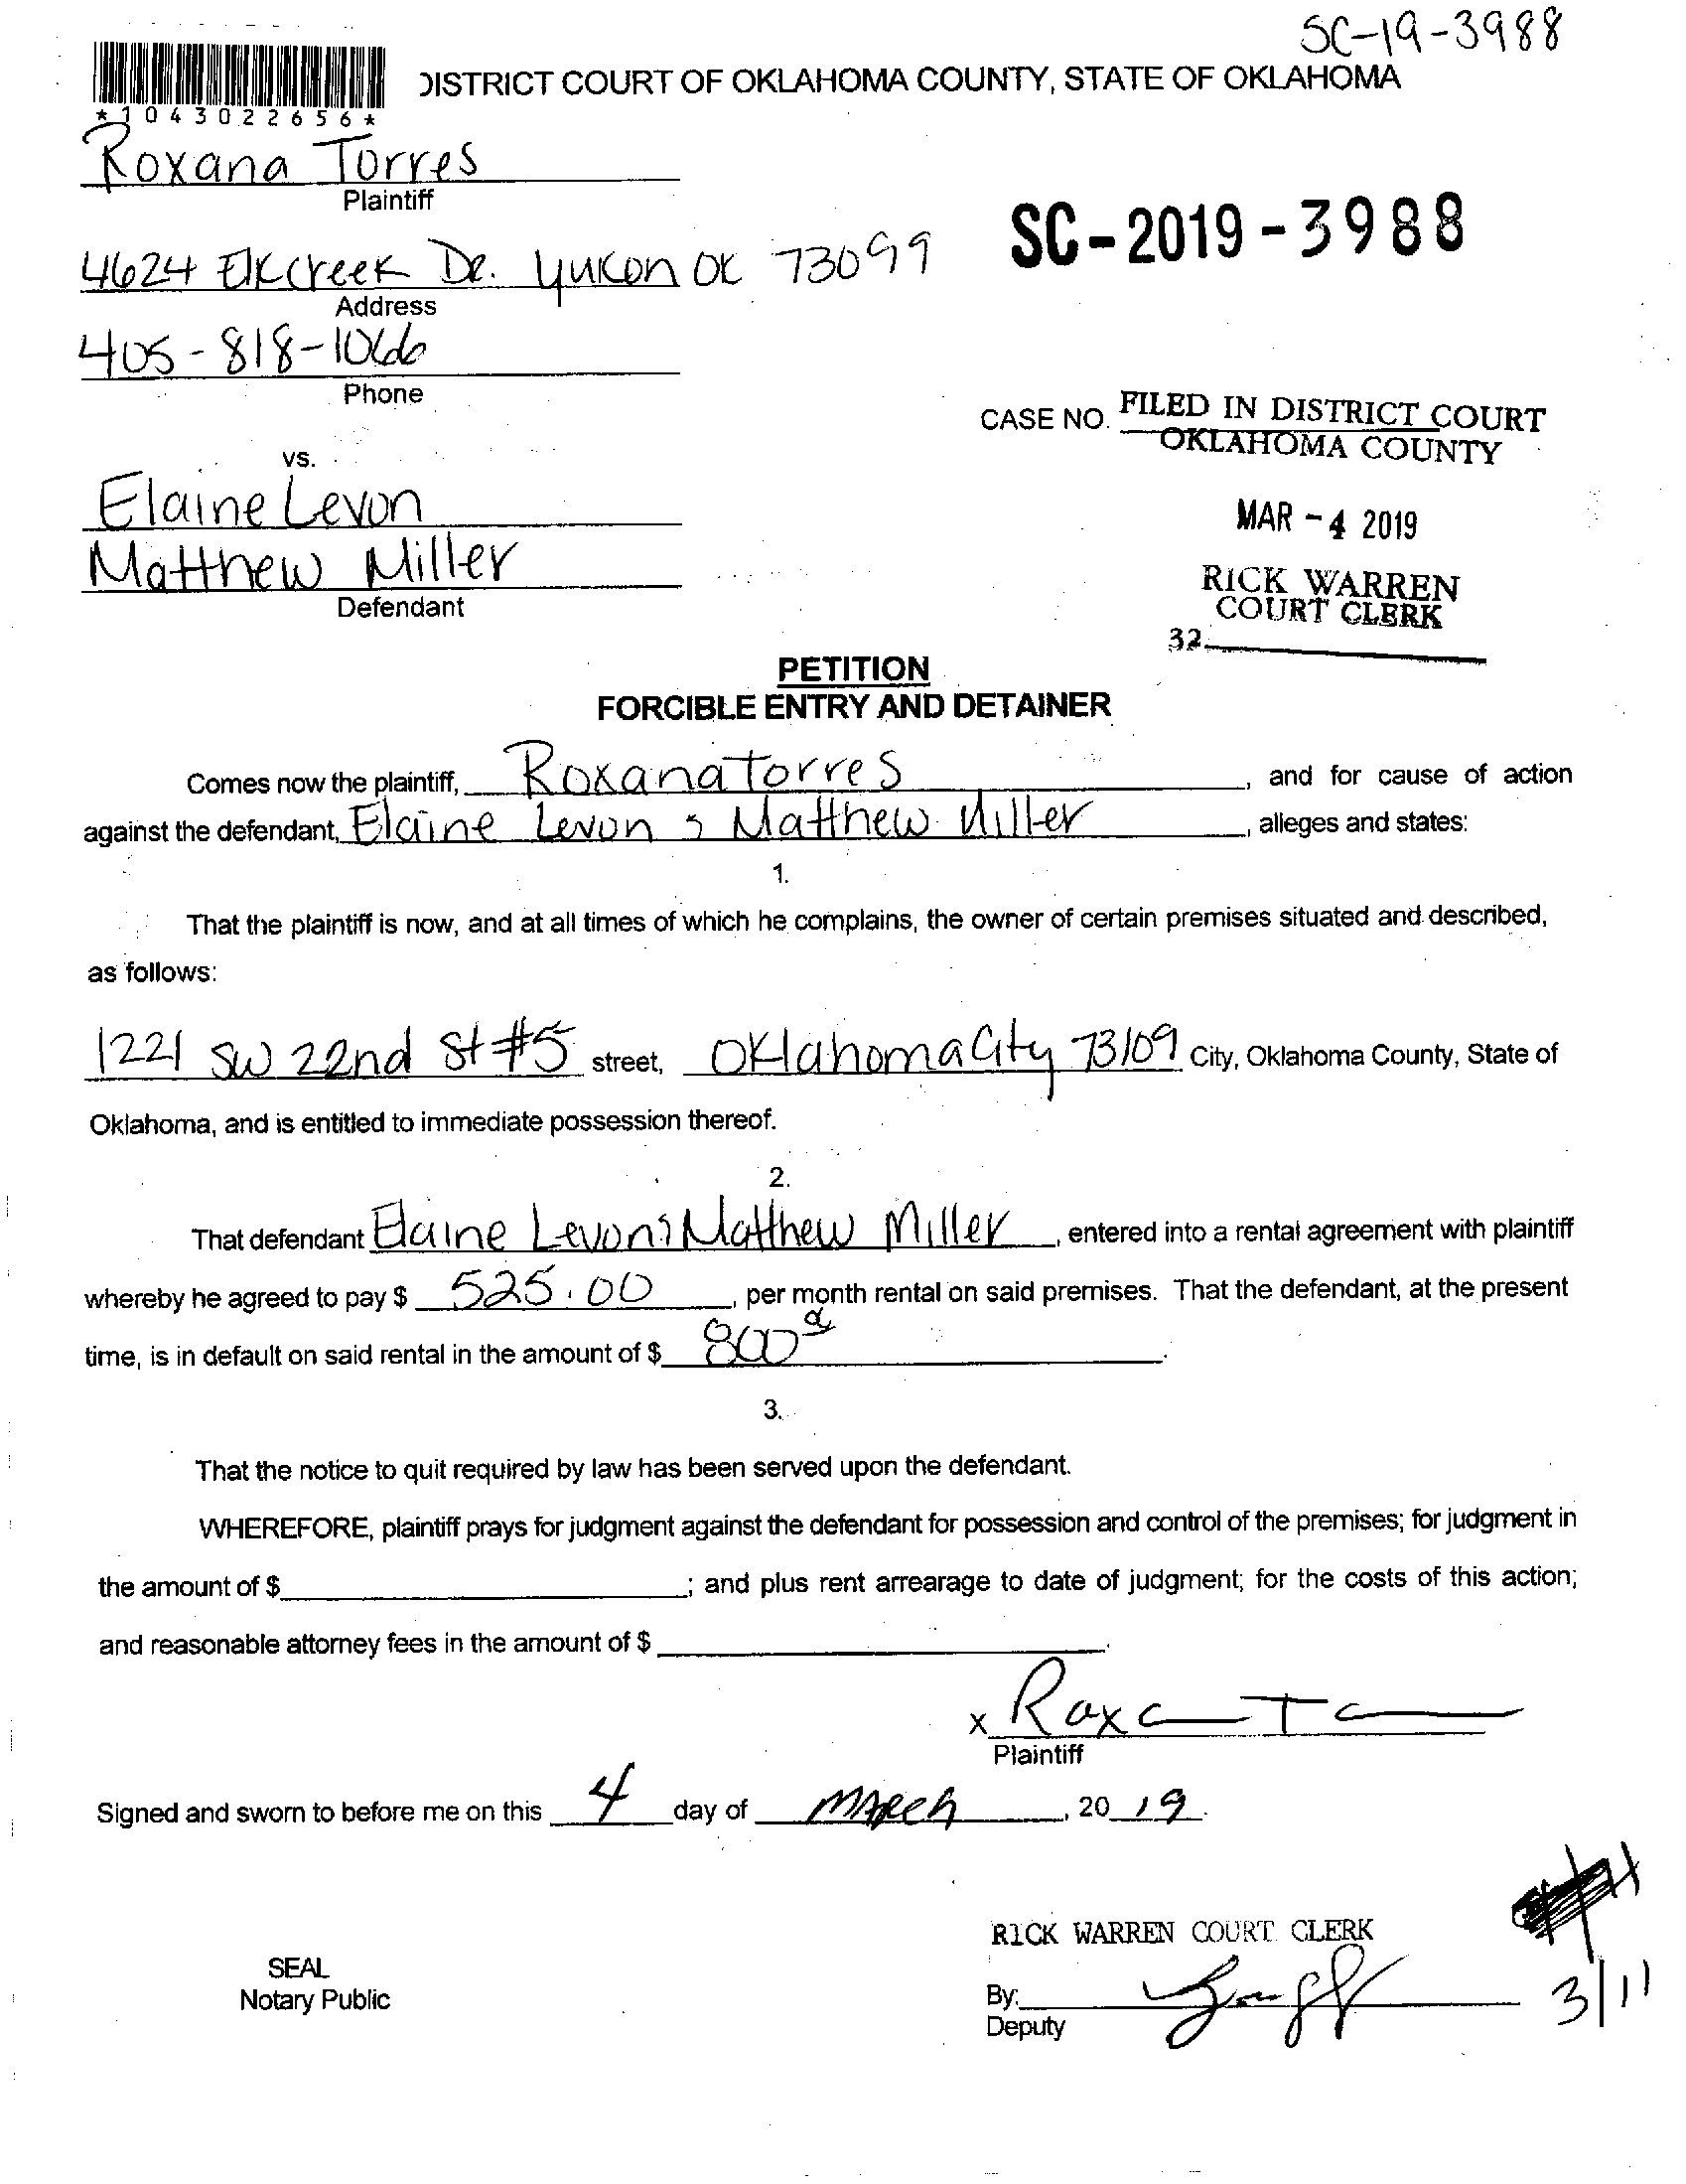 SC-19-3988
DISTRICT COURT OF OKLAHOMA COUNTY, STATE OF OKLAHOMA
*1043022656*
Roxana Torres
Plaintiff
SC-2019-3988
4624 Elkcreek Dr. Yukon OK 73099
Address
405-818-1066
Phone
CASE NO. FILED IN DISTRICT COURT
OKLAHOMA COUNTY
vs.
Elaine Levon
MAR - 4 2019
Matthew Miller
Defendant
RICK WARREN
COURT CLERK
32
PETITION
FORCIBLE ENTRY AND DETAINER
Comes now the plaintiff, Roxana Torres, and for cause of action
against the defendant, Elaine Levon & Matthew Miller, alleges and states:
1.
That the plaintiff is now, and at all times of which he complains, the owner of certain premises situated and described,
as follows:
1221 SW 22nd St #5 street, Oklahoma City 73109 City, Oklahoma County, State of
Oklahoma, and is entitled to immediate possession thereof.
2.
That defendant Elaine Levon & Matthew Miller, entered into a rental agreement with plaintiff
whereby he agreed to pay $ 525.00, per month rental on said premises. That the defendant, at the present
time, is in default on said rental in the amount of $ 800.
3.
That the notice to quit required by law has been served upon the defendant.
WHEREFORE, plaintiff prays for judgment against the defendant for possession and control of the premises; for judgment in
the amount of $ ; and plus rent arrearage to date of judgment; for the costs of this action;
and reasonable attorney fees in the amount of $
x
Plaintiff
Signed and sworn to before me on this 4 day of March, 20 19.
RICK WARREN COURT CLERK
SEAL
Notary Public
By:
Deputy
3/11